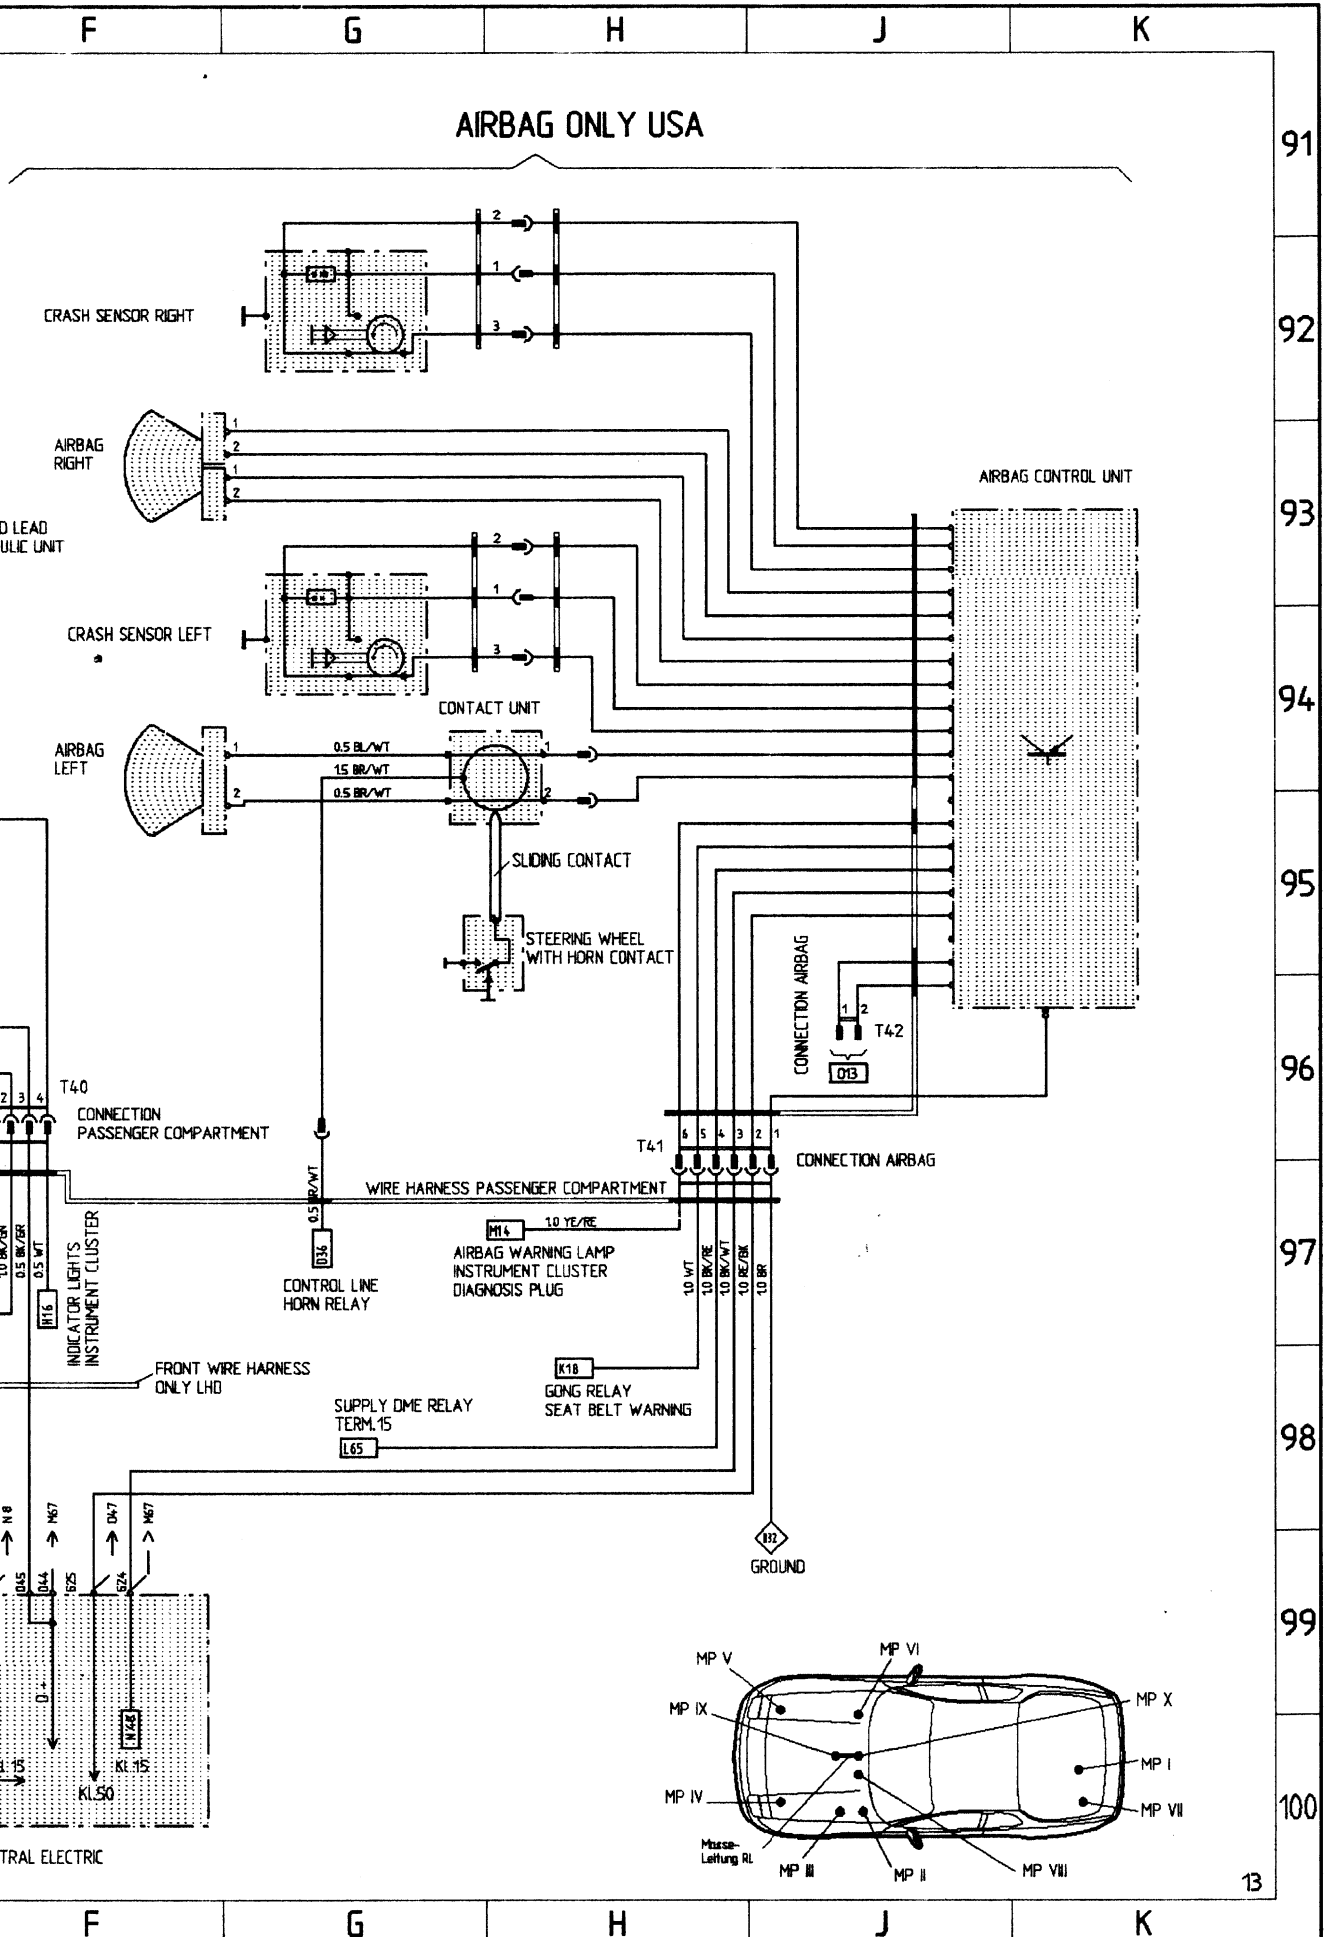 F G H J K
AIRBAG ONLY USA
91
2
1
3
CRASH SENSOR RIGHT
92
AIRBAG
RIGHT
1
2
1
2
AIRBAG CONTROL UNIT
93
D LEAD
ULIC UNIT
2
1
3
CRASH SENSOR LEFT
94
CONTACT UNIT
AIRBAG
LEFT
1
0.5 BL/WT
1
1.5 BR/WT
2
0.5 BR/WT
2
SLIDING CONTACT
95
STEERING WHEEL
WITH HORN CONTACT
CONNECTION AIRBAG
1 2
T42
D13
96
T40
2 3 4
CONNECTION
PASSENGER COMPARTMENT
T41
6 5 4 3 2 1
CONNECTION AIRBAG
WIRE HARNESS PASSENGER COMPARTMENT
0.5 BR/WT
M14
1.0 YE/RE
AIRBAG WARNING LAMP
INSTRUMENT CLUSTER
DIAGNOSIS PLUG
97
1.0 BK/GN
0.5 BK/GR
0.5 WT
H16
INDICATOR LIGHTS
INSTRUMENT CLUSTER
D36
CONTROL LINE
HORN RELAY
1.0 WT
1.0 BK/RE
1.0 BK/WT
1.0 RE/BK
1.0 BR
FRONT WIRE HARNESS
ONLY LHD
K18
GONG RELAY
SEAT BELT WARNING
SUPPLY DME RELAY
TERM.15
L65
98
N8
M67
D47
M67
GROUND
D45
D44
G25
G24
99
D +
15
KL.50
KL.15
TRAL ELECTRIC
MP V
MP VI
MP IX
MP X
MP I
MP IV
MP VII
100
Masse-
Leitung RL
MP III
MP II
MP VIII
13
F G H J K